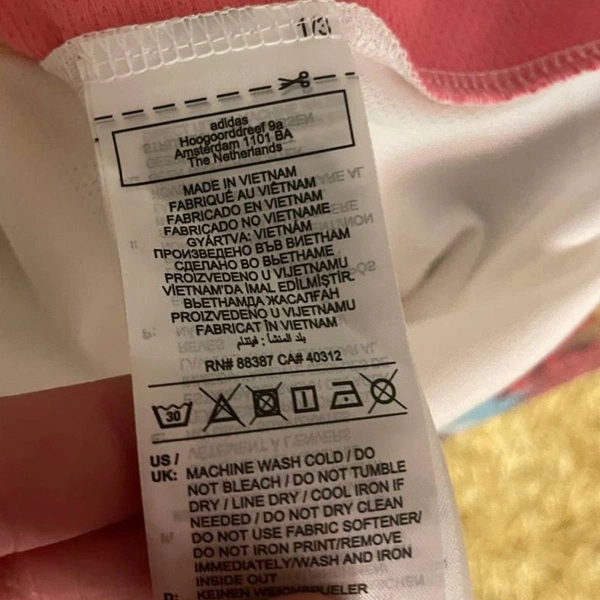 1/3
adidas
Hoogoorddreef 9a
Amsterdam 1101 BA
The Netherlands
MADE IN VIETNAM
FABRIQUÉ AU VIÊTNAM
FABRICADO EN VIETNAM
FABRICADO NO VIETNAME
GYÁRTVA: VIETNÁM
ПРОИЗВЕДЕНО ВЪВ ВИЕТНАМ
СДЕЛАНО ВО ВЬЕТНАМЕ
PROIZVEDENO U VIJETNAMU
VİETNAM'DA İMAL EDİLMİŞTİR.
ВЬЕТНАМДА ЖАСАЛҒАН
PROIZVEDENO U VIJETNAMU
FABRICAT ÎN VIETNAM
بلد المنشأ : فيتنام
RN# 88387 CA# 40312
30
US / UK: MACHINE WASH COLD / DO
NOT BLEACH / DO NOT TUMBLE
DRY / LINE DRY / COOL IRON IF
NEEDED / DO NOT DRY CLEAN
DO NOT USE FABRIC SOFTENER/
DO NOT IRON PRINT/REMOVE
IMMEDIATELY/WASH AND IRON
INSIDE OUT
D: KEINEN WEICHSPÜLER